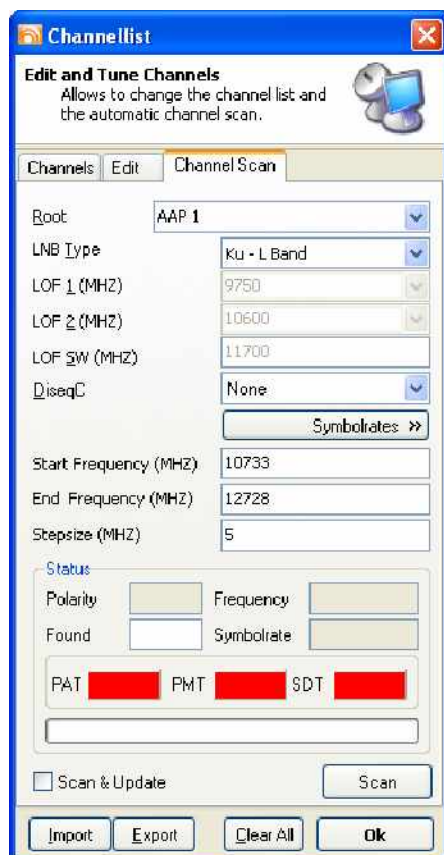 Channellist
Edit and Tune Channels
Allows to change the channel list and
the automatic channel scan.
Channels Edit Channel Scan
Root AAP 1
LNB Type Ku - L Band
LOF 1 (MHZ) 9750
LOF 2 (MHZ) 10600
LOF SW (MHZ) 11700
DiseqC None
Symbolrates »
Start Frequency (MHZ) 10733
End Frequency (MHZ) 12728
Stepsize (MHZ) 5
Status
Polarity Frequency
Found Symbolrate
PAT PMT SDT
Scan & Update Scan
Import Export Clear All Ok